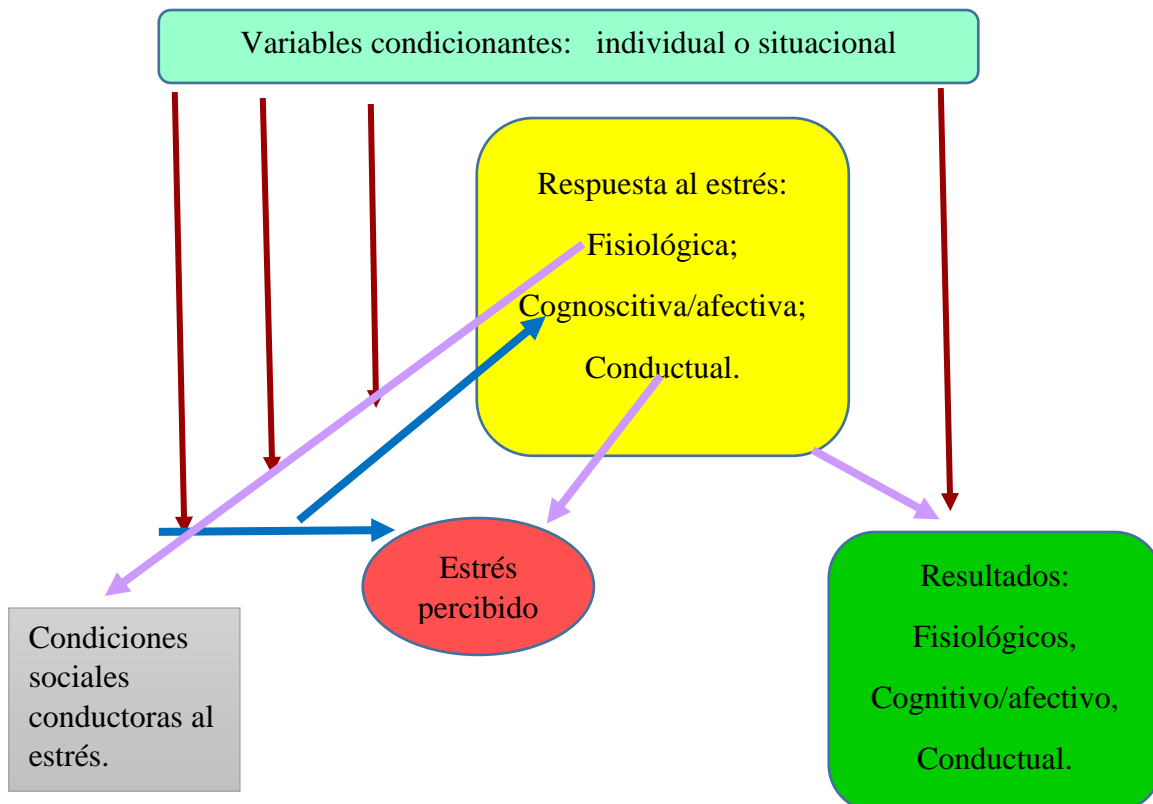 Variables condicionantes: individual o situacional
Respuesta al estrés:
Fisiológica;
Cognoscitiva/afectiva;
Conductual.
Estrés
percibido
Condiciones
sociales
conductoras al
estrés.
Resultados:
Fisiológicos,
Cognitivo/afectivo,
Conductual.